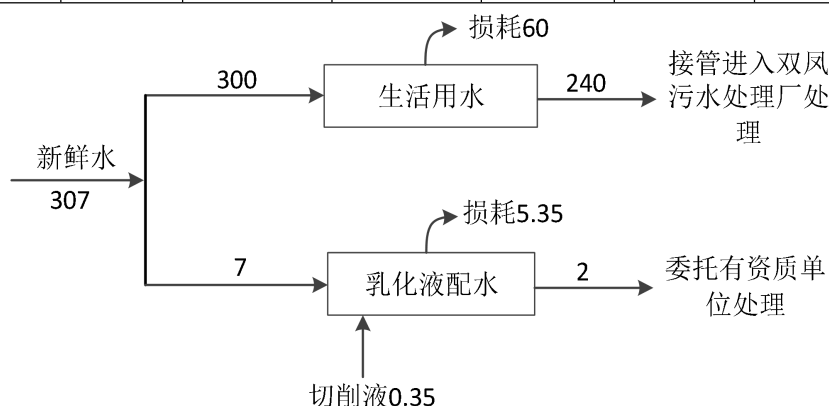 损耗60
300
生活用水
240
接管进入双凤
污水处理厂处
理
新鲜水
307
损耗5.35
7
乳化液配水
2
委托有资质单
位处理
切削液0.35